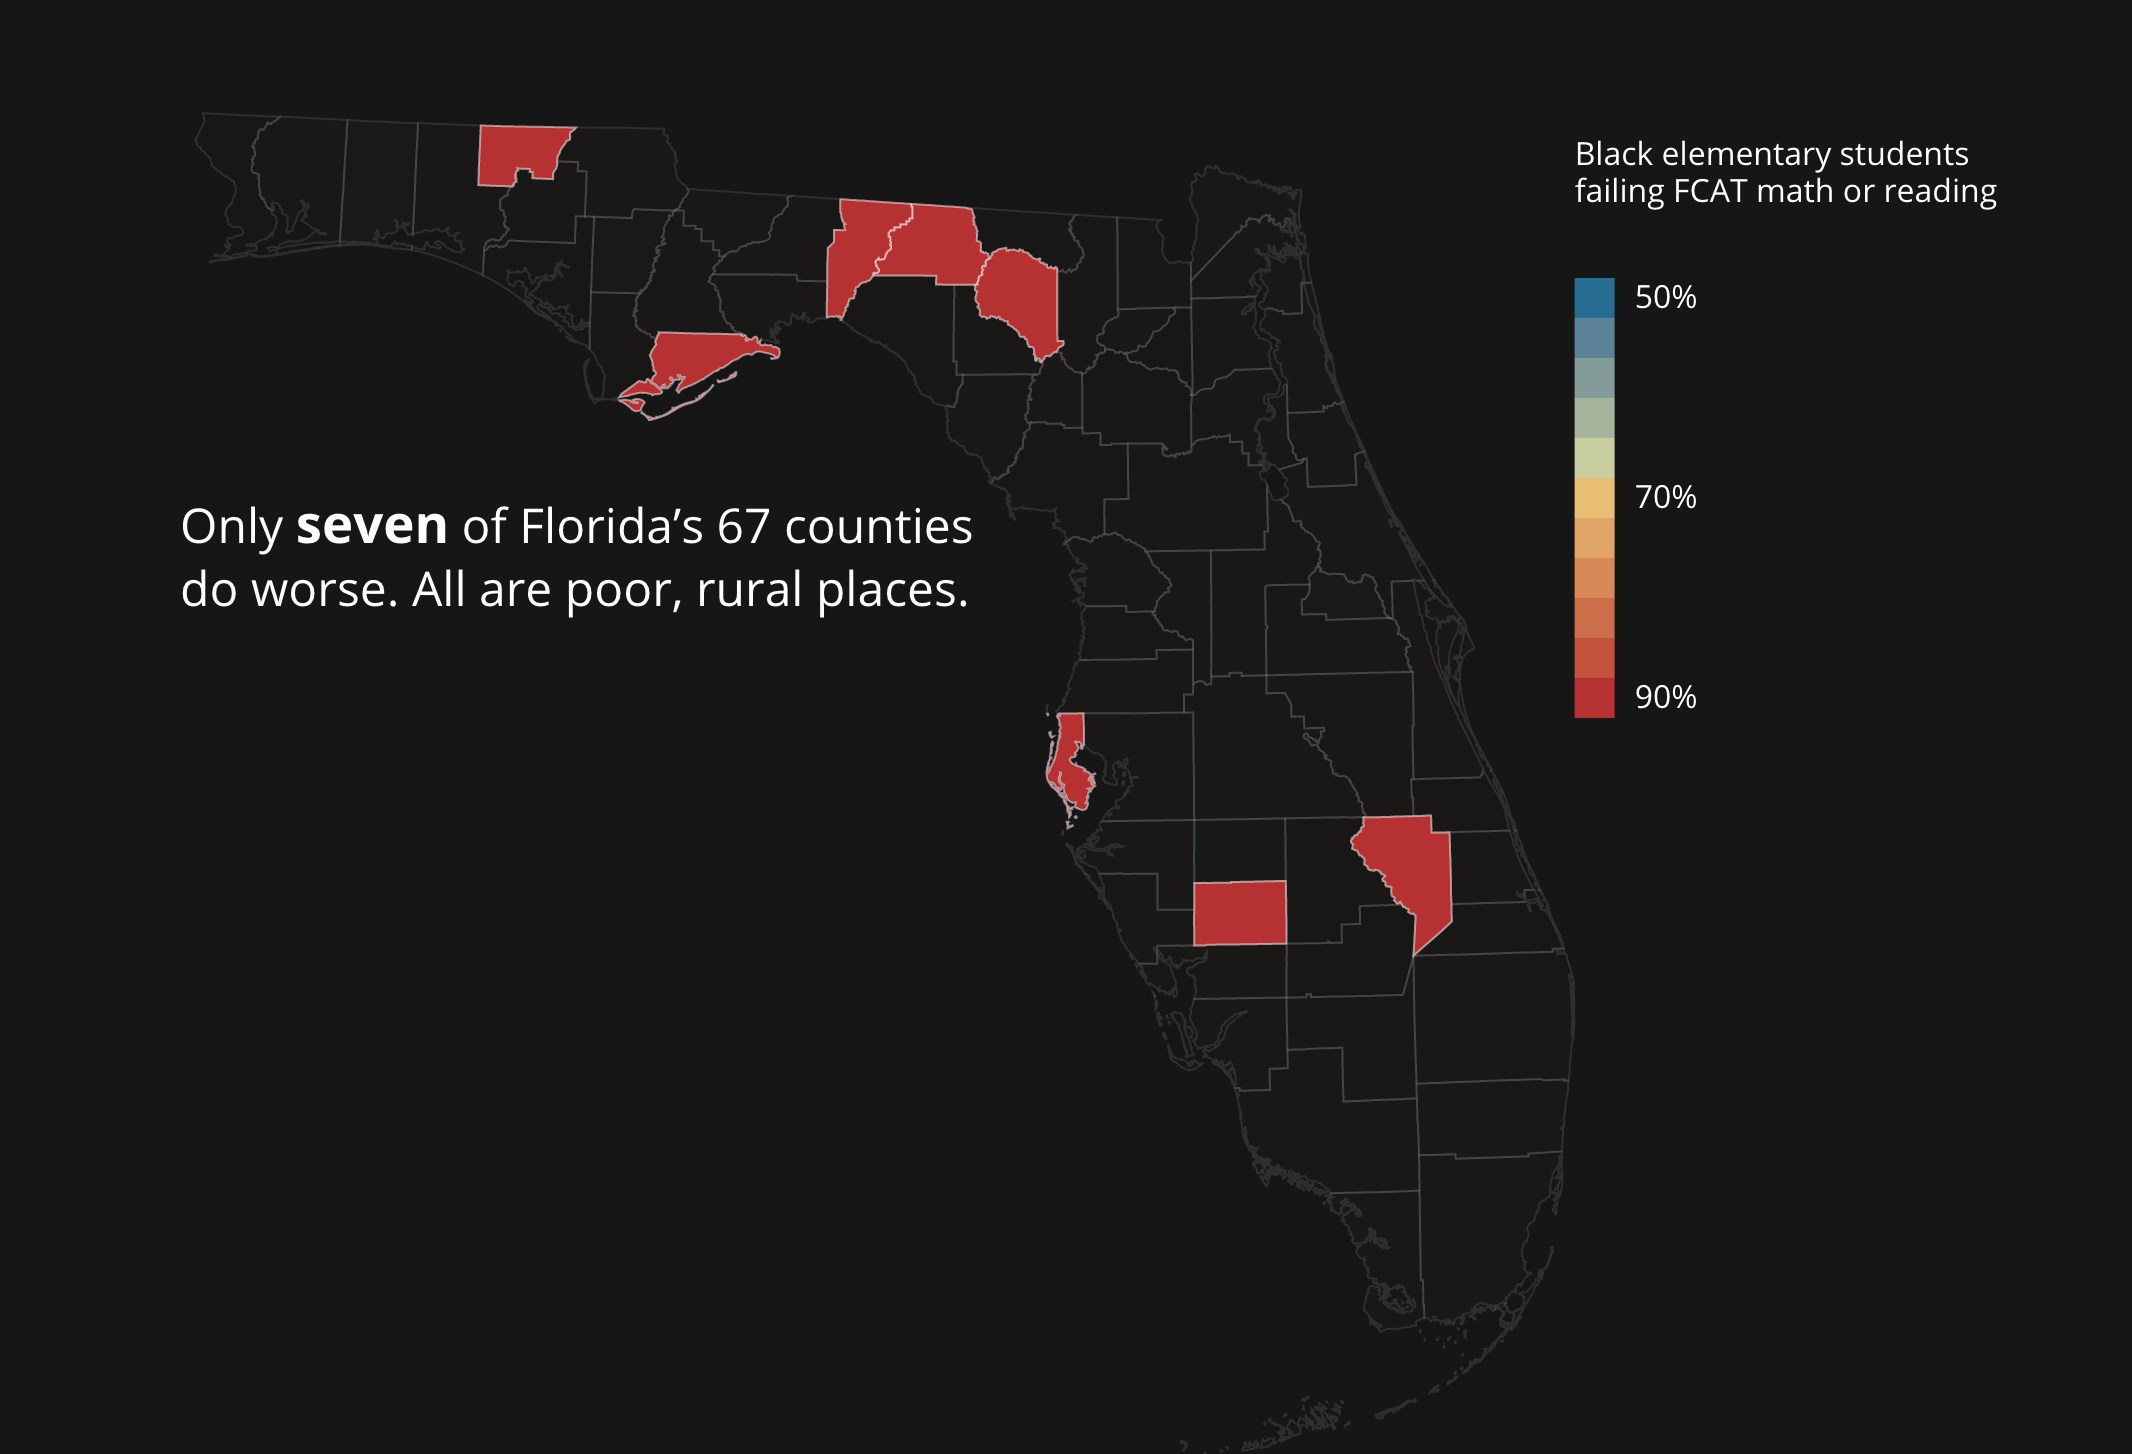 Black elementary students
failing FCAT math or reading
50%
70%
90%
Only seven of Florida’s 67 counties
do worse. All are poor, rural places.